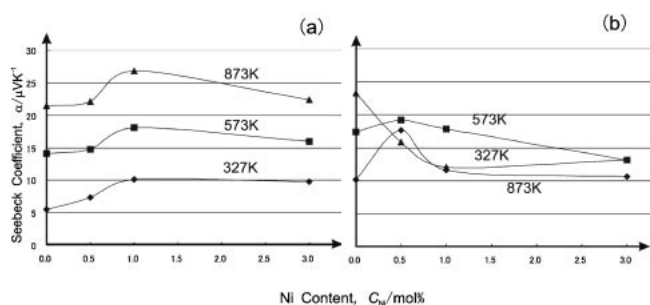 (a)
(b)
Seebeck Coefficient, α/μVK⁻¹
35
30
25
20
15
10
5
0
873K
573K
327K
573K
327K
873K
0.0 0.5 1.0 1.5 2.0 2.5 3.0
0.0 0.5 1.0 1.5 2.0 2.5 3.0
Ni Content, C_Ni/mol%